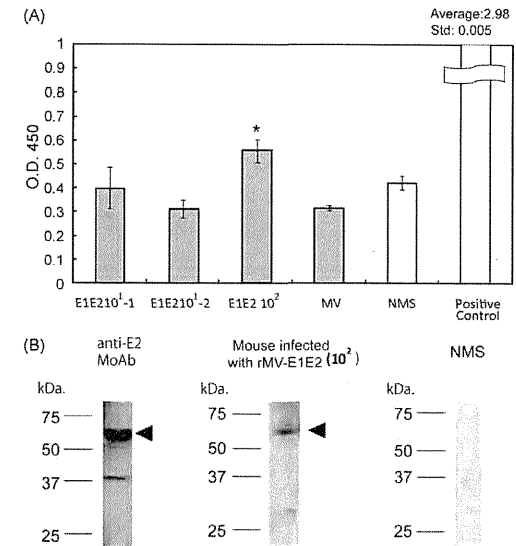 (A)
Average:2.98
Std: 0.005
1
0.9
0.8
0.7
0.6
0.5
0.4
0.3
0.2
0.1
0
O.D. 450
*
E1E210¹-1
E1E210¹-2
E1E2 10²
MV
NMS
Positive
Control
(B)
anti-E2
MoAb
Mouse infected
with rMV-E1E2 (10²)
NMS
kDa.
75
50
37
25
kDa.
75
50
37
25
kDa.
75
50
37
25